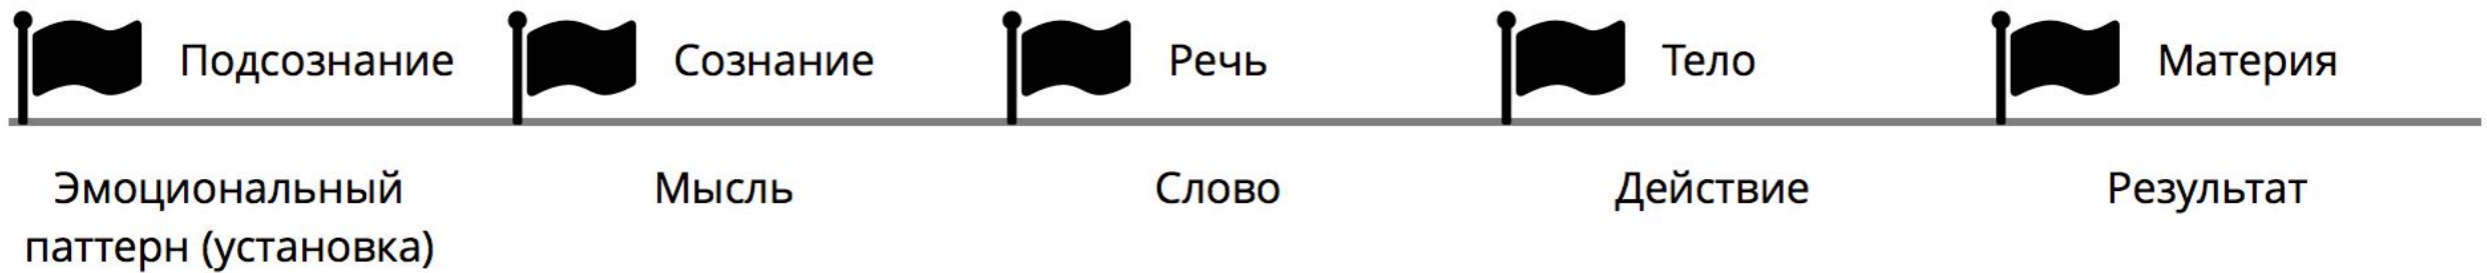 Подсознание Сознание Речь Тело Материя
Эмоциональный Мысль Слово Действие Результат
паттерн (установка)